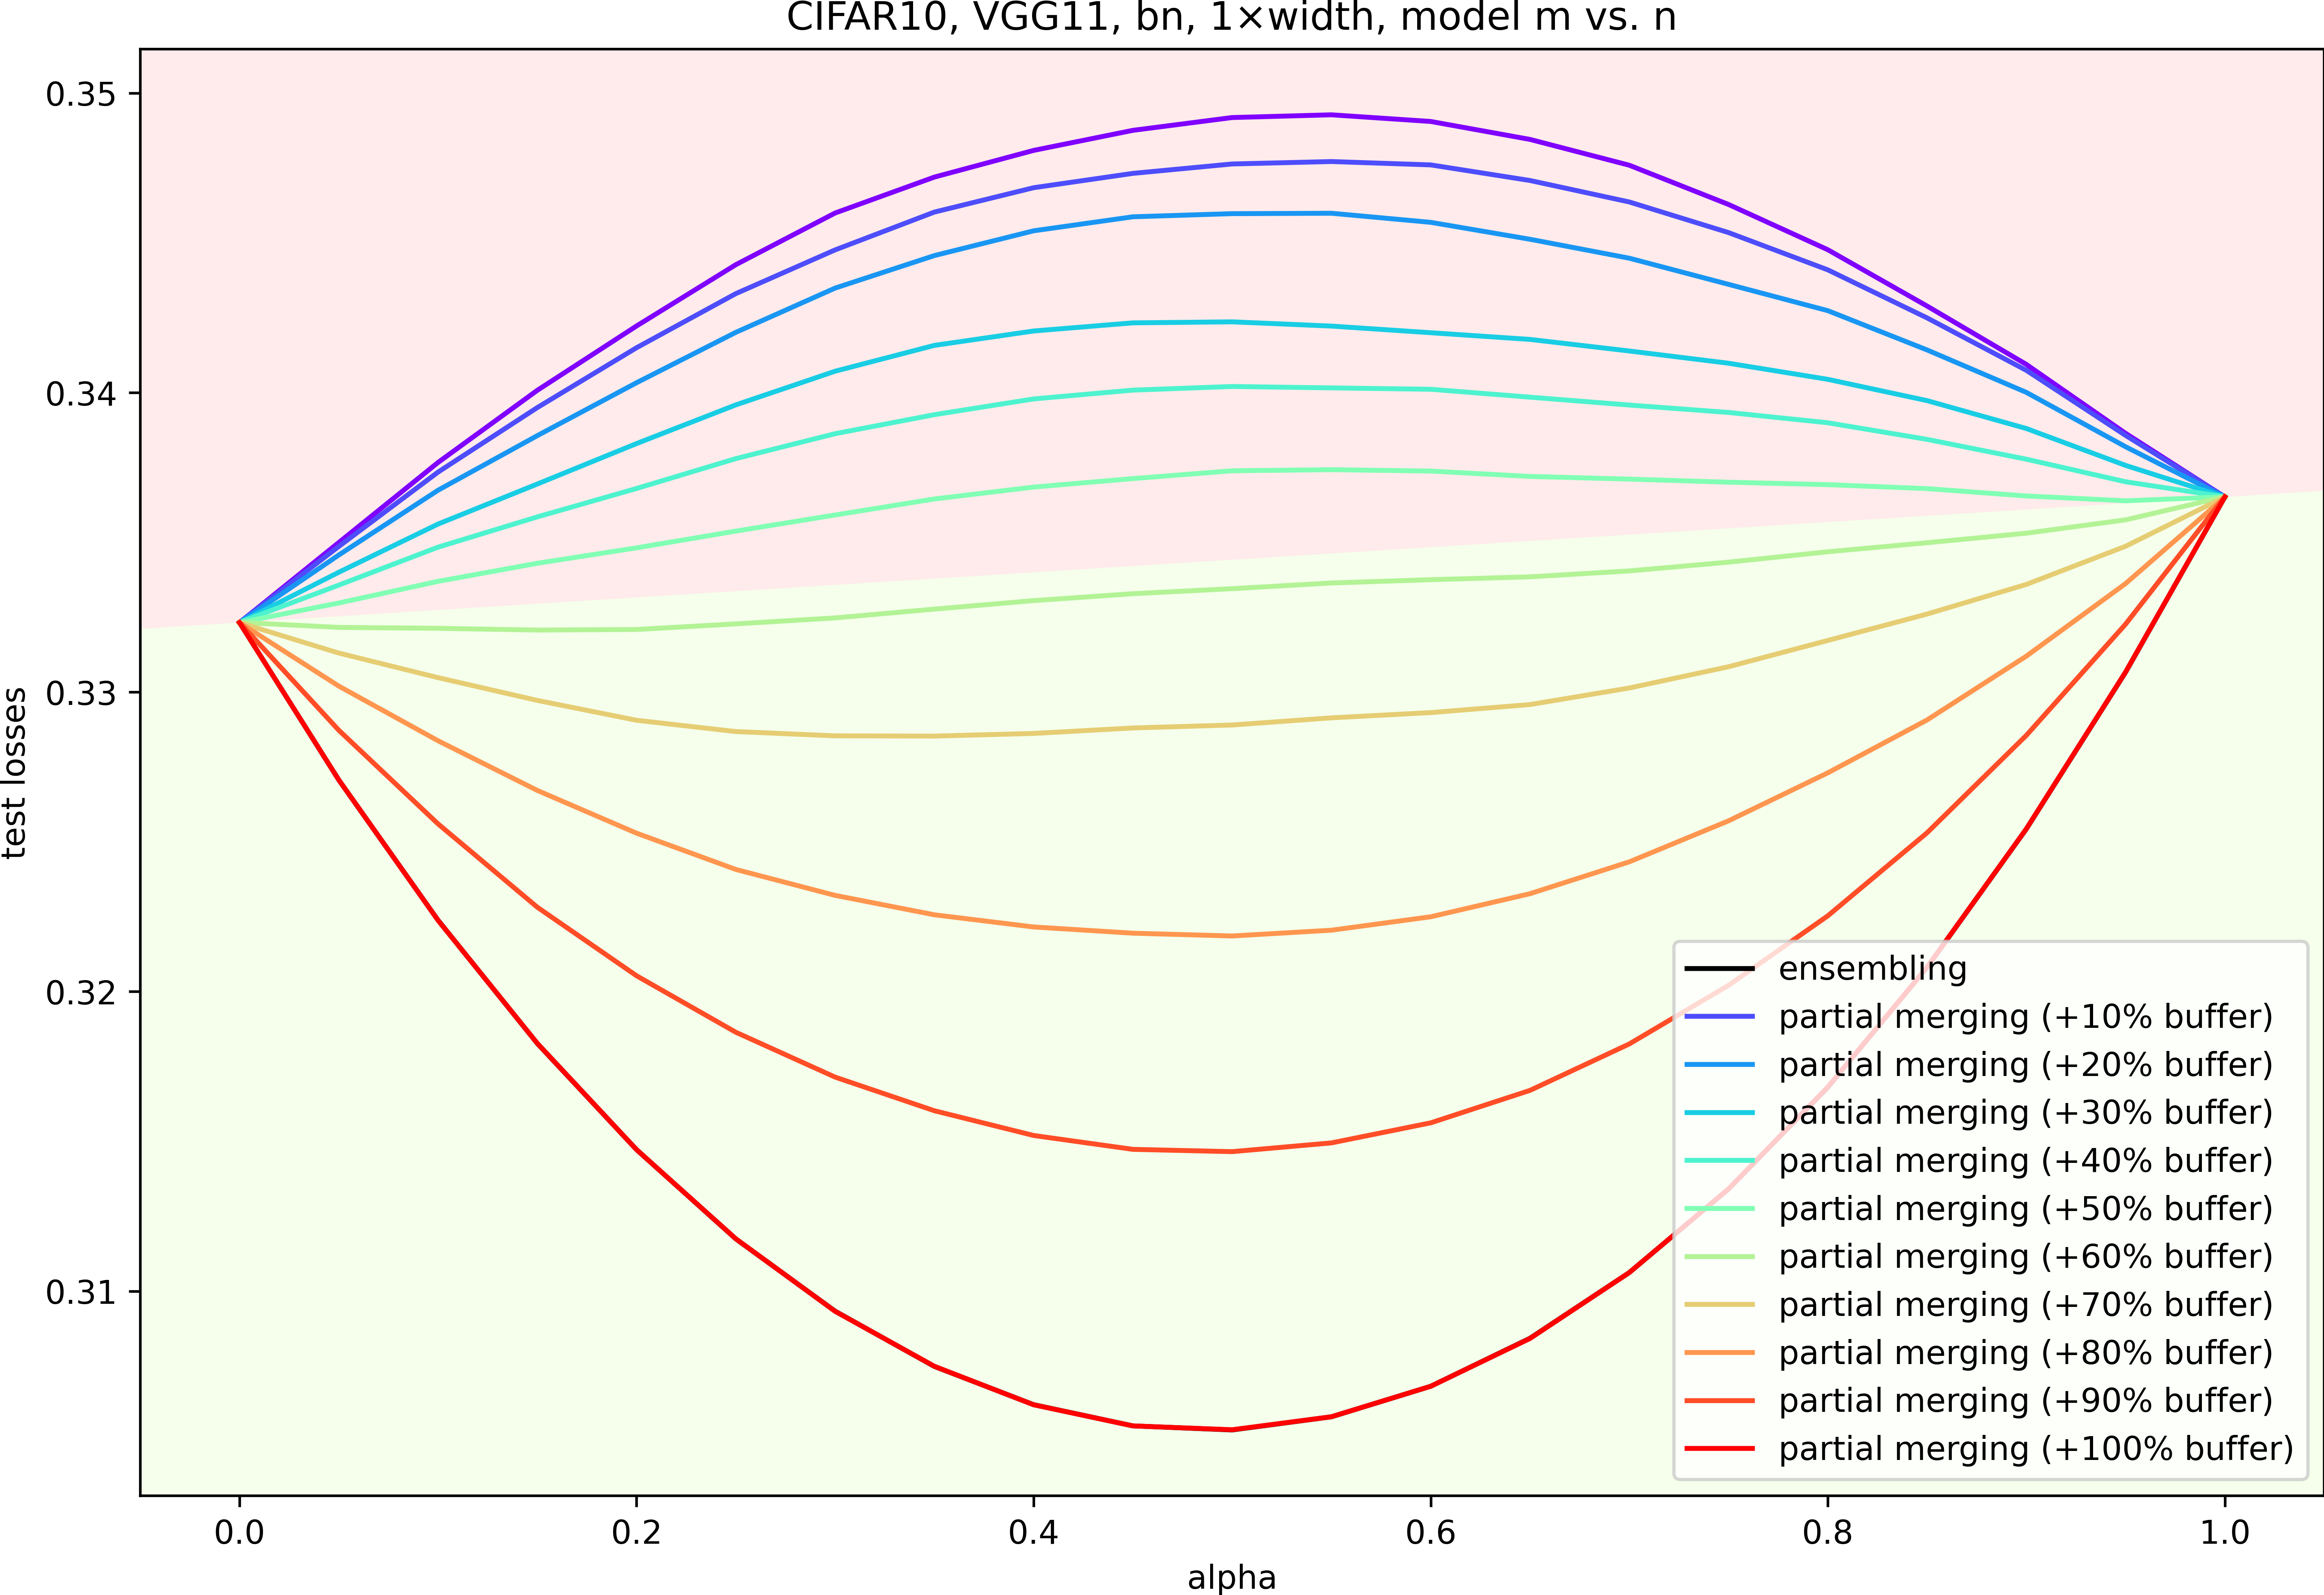 CIFAR10, VGG11, bn, 1×width, model m vs. n
0.35
0.34
0.33
0.32
0.31
test losses
ensembling
partial merging (+10% buffer)
partial merging (+20% buffer)
partial merging (+30% buffer)
partial merging (+40% buffer)
partial merging (+50% buffer)
partial merging (+60% buffer)
partial merging (+70% buffer)
partial merging (+80% buffer)
partial merging (+90% buffer)
partial merging (+100% buffer)
0.0 0.2 0.4 0.6 0.8 1.0
alpha